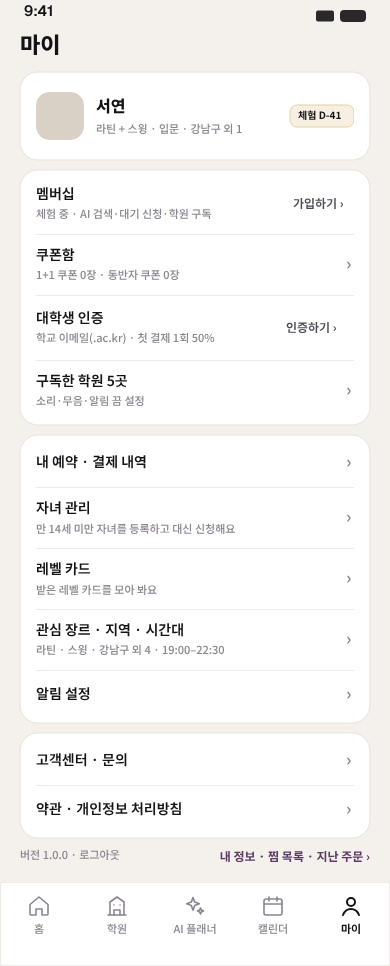 9:41
마이
서연
라틴 + 스윙 · 입문 · 강남구 외 1
체험 D-41
멤버십
체험 중 · AI 검색·대기 신청·학원 구독
가입하기 ›
쿠폰함
1+1 쿠폰 0장 · 동반자 쿠폰 0장
›
대학생 인증
학교 이메일(.ac.kr) · 첫 결제 1회 50%
인증하기 ›
구독한 학원 5곳
소리·무음·알림 끔 설정
›
내 예약 · 결제 내역
›
자녀 관리
만 14세 미만 자녀를 등록하고 대신 신청해요
›
레벨 카드
받은 레벨 카드를 모아 봐요
›
관심 장르 · 지역 · 시간대
라틴 · 스윙 · 강남구 외 4 · 19:00–22:30
›
알림 설정
›
고객센터 · 문의
›
약관 · 개인정보 처리방침
›
버전 1.0.0 · 로그아웃
내 정보 · 찜 목록 · 지난 주문 ›
홈
학원
AI 플래너
캘린더
마이